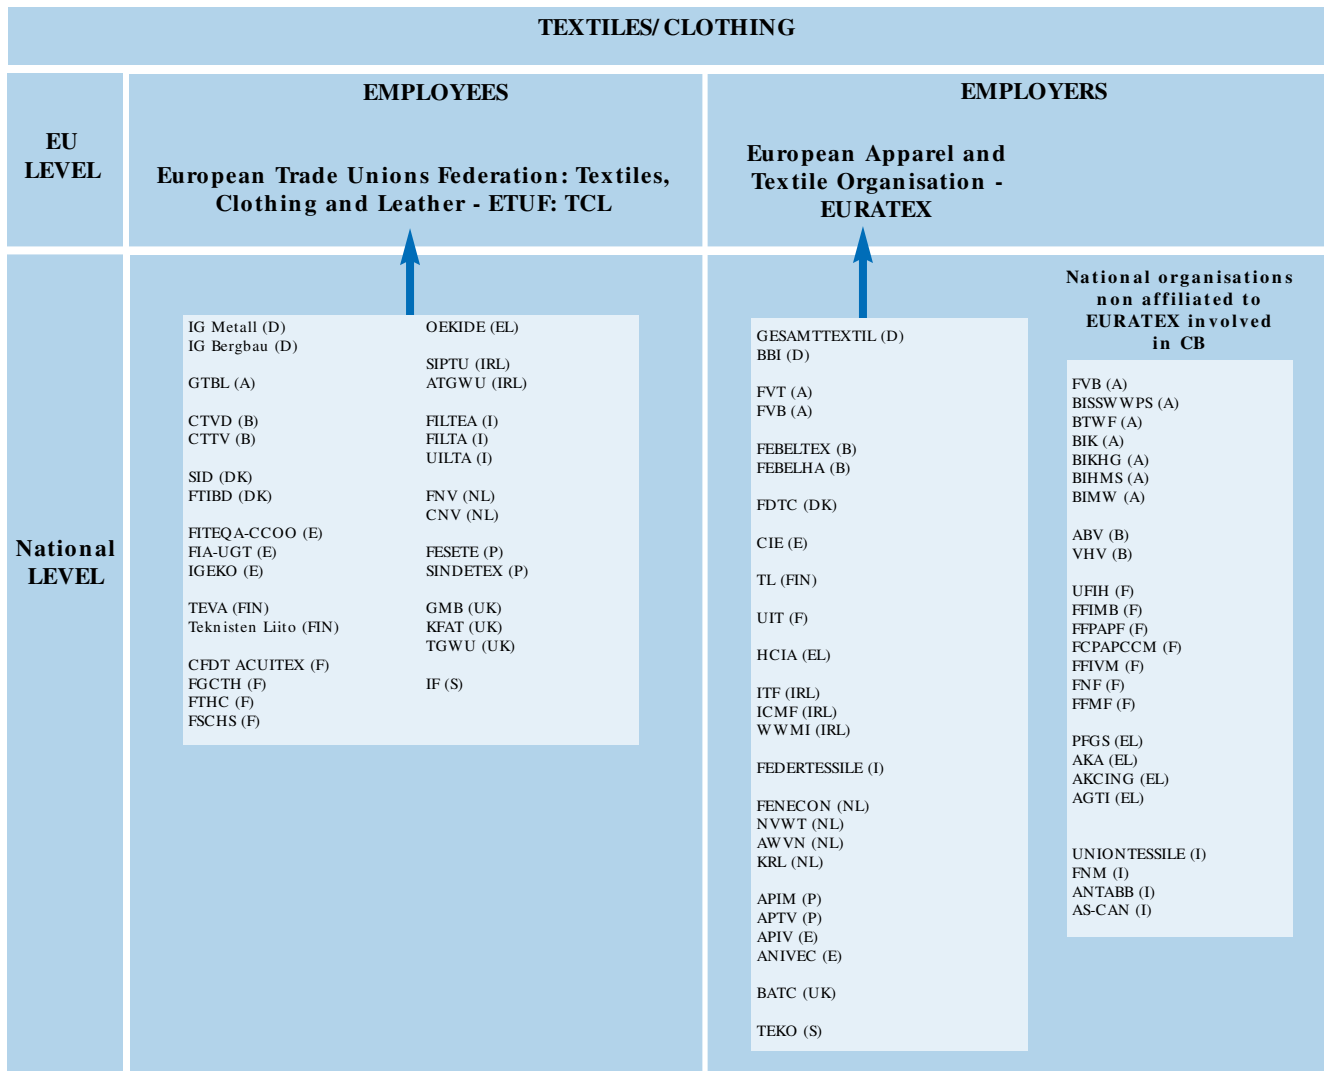 TEXTILES/ CLOTHING
EU
LEVEL
EMPLOYEES
European Trade Unions Federation: Textiles,
Clothing and Leather - ETUF: TCL
EMPLOYERS
European Apparel and
Textile Organisation -
EURATEX
National
LEVEL
IG Metall (D)
IG Bergbau (D)
GTBL (A)
CTVD (B)
CTTV (B)
SID (DK)
FTIBD (DK)
FITEQA-CCOO (E)
FIA-UGT (E)
IGEKO (E)
TEVA (FIN)
Teknisten Liito (FIN)
CFDT ACUITEX (F)
FGCTH (F)
FTHC (F)
FSCHS (F)
OEKIDE (EL)
SIPTU (IRL)
ATGWU (IRL)
FILTEA (I)
FILTA (I)
UILTA (I)
FNV (NL)
CNV (NL)
FESETE (P)
SINDETEX (P)
GMB (UK)
KFAT (UK)
TGWU (UK)
IF (S)
GESAMTTEXTIL (D)
BBI (D)
FVT (A)
FVB (A)
FEBELTEX (B)
FEBELHA (B)
FDTC (DK)
CIE (E)
TL (FIN)
UIT (F)
HCIA (EL)
ITF (IRL)
ICMF (IRL)
WWMI (IRL)
FEDERTESSILE (I)
FENECON (NL)
NVWT (NL)
AWVN (NL)
KRL (NL)
APIM (P)
APTV (P)
APIV (E)
ANIVEC (E)
BATC (UK)
TEKO (S)
National organisations
non affiliated to
EURATEX involved
in CB
FVB (A)
BISSWWPS (A)
BTWF (A)
BIK (A)
BIKHG (A)
BIHMS (A)
BIMW (A)
ABV (B)
VHV (B)
UFIH (F)
FFIMB (F)
FFPAPF (F)
FCPAPCCM (F)
FFIVM (F)
FNF (F)
FFMF (F)
PFGS (EL)
AKA (EL)
AKCING (EL)
AGTI (EL)
UNIONTESSILE (I)
FNM (I)
ANTABB (I)
AS-CAN (I)